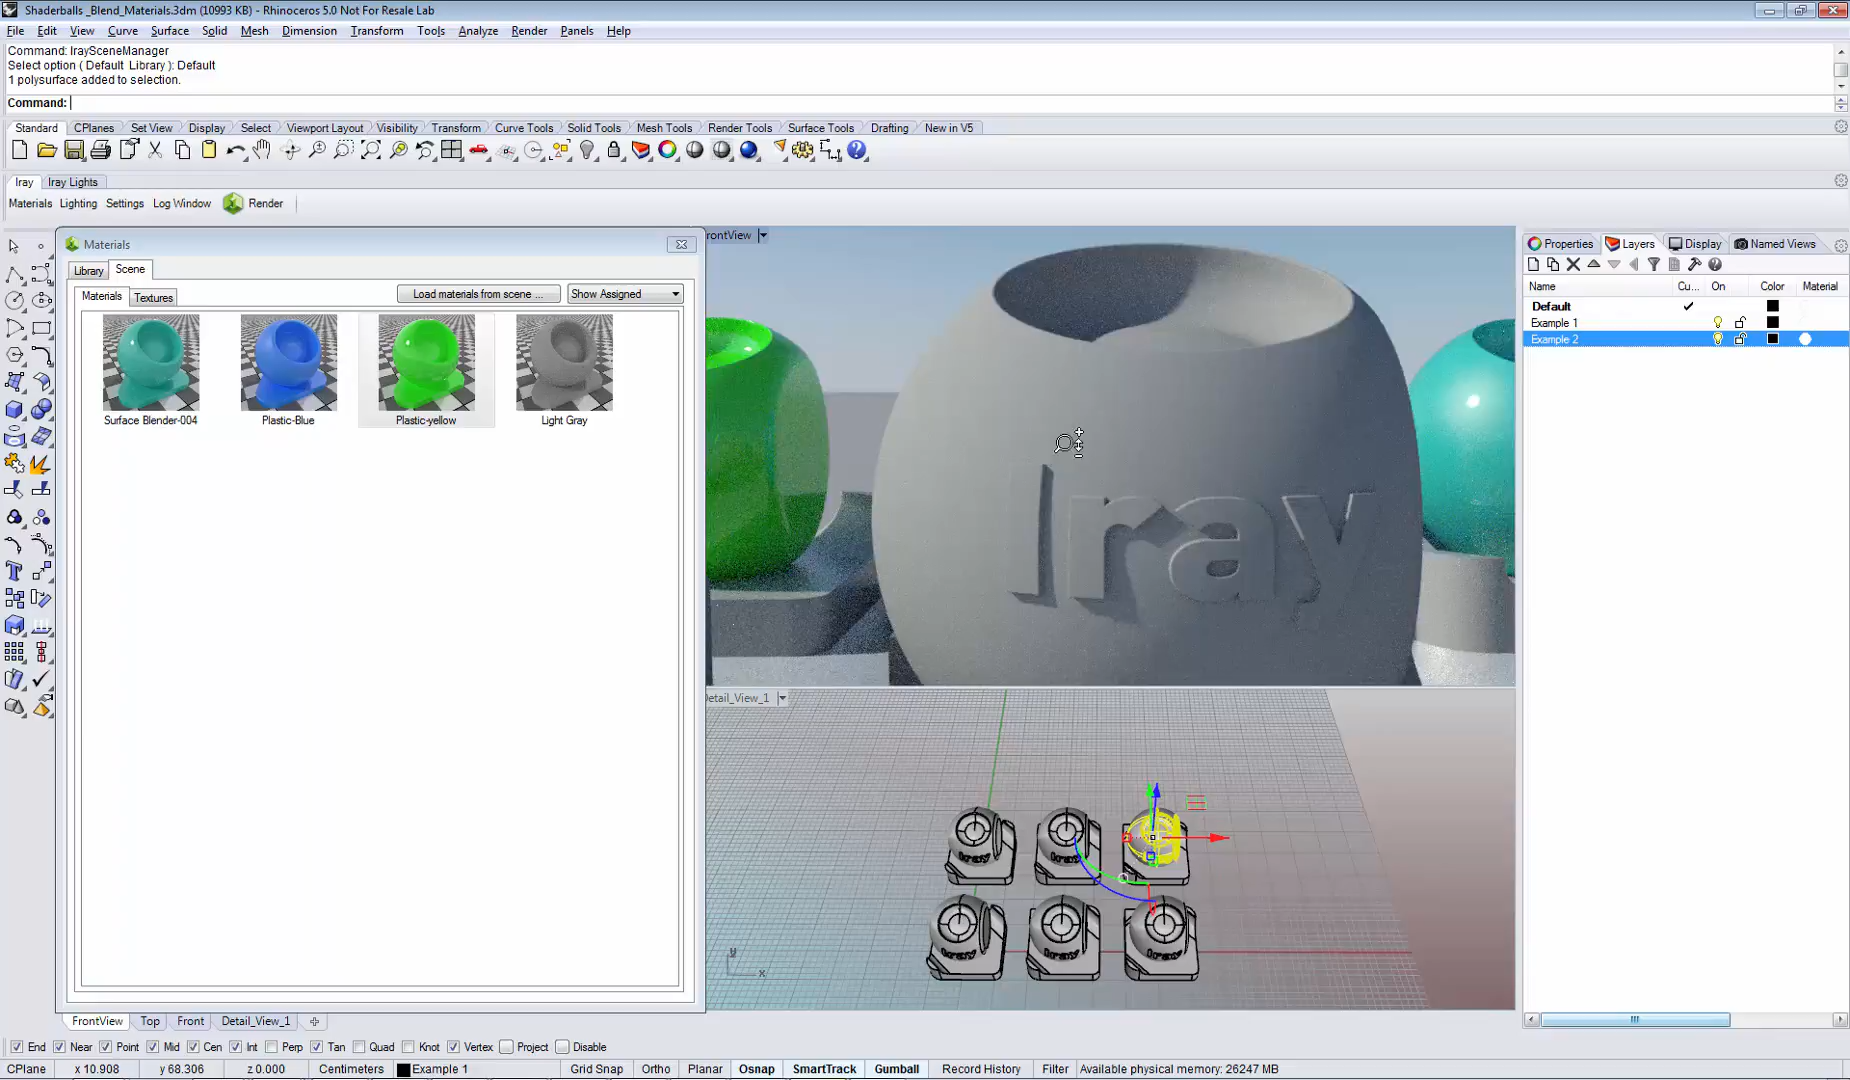 Shaderballs _Blend_Materials.3dm (10993 KB) - Rhinoceros 5.0 Not For Resale Lab
File Edit View Curve Surface Solid Mesh Dimension Transform Tools Analyze Render Panels Help
Command: IraySceneManager
Select option ( Default Library ): Default
1 polysurface added to selection.
Command:
Standard CPlanes Set View Display Select Viewport Layout Visibility Transform Curve Tools Solid Tools Mesh Tools Render Tools Surface Tools Drafting New in V5
Iray Iray Lights
Materials Lighting Settings Log Window Render
Materials
Library Scene
Materials Textures Load materials from scene ... Show Assigned
Surface Blender-004 Plastic-Blue Plastic-yellow Light Gray
rontView
Iray
Properties Layers Display Named Views
Name Cu... On Color Material
Default
Example 1
Example 2
etail_View_1
Iray Iray Iray
Iray Iray Iray
y
x
FrontView Top Front Detail_View_1
End Near Point Mid Cen Int Perp Tan Quad Knot Vertex Project Disable
CPlane x 10.908 y 68.306 z 0.000 Centimeters Example 1 Grid Snap Ortho Planar Osnap SmartTrack Gumball Record History Filter Available physical memory: 26247 MB